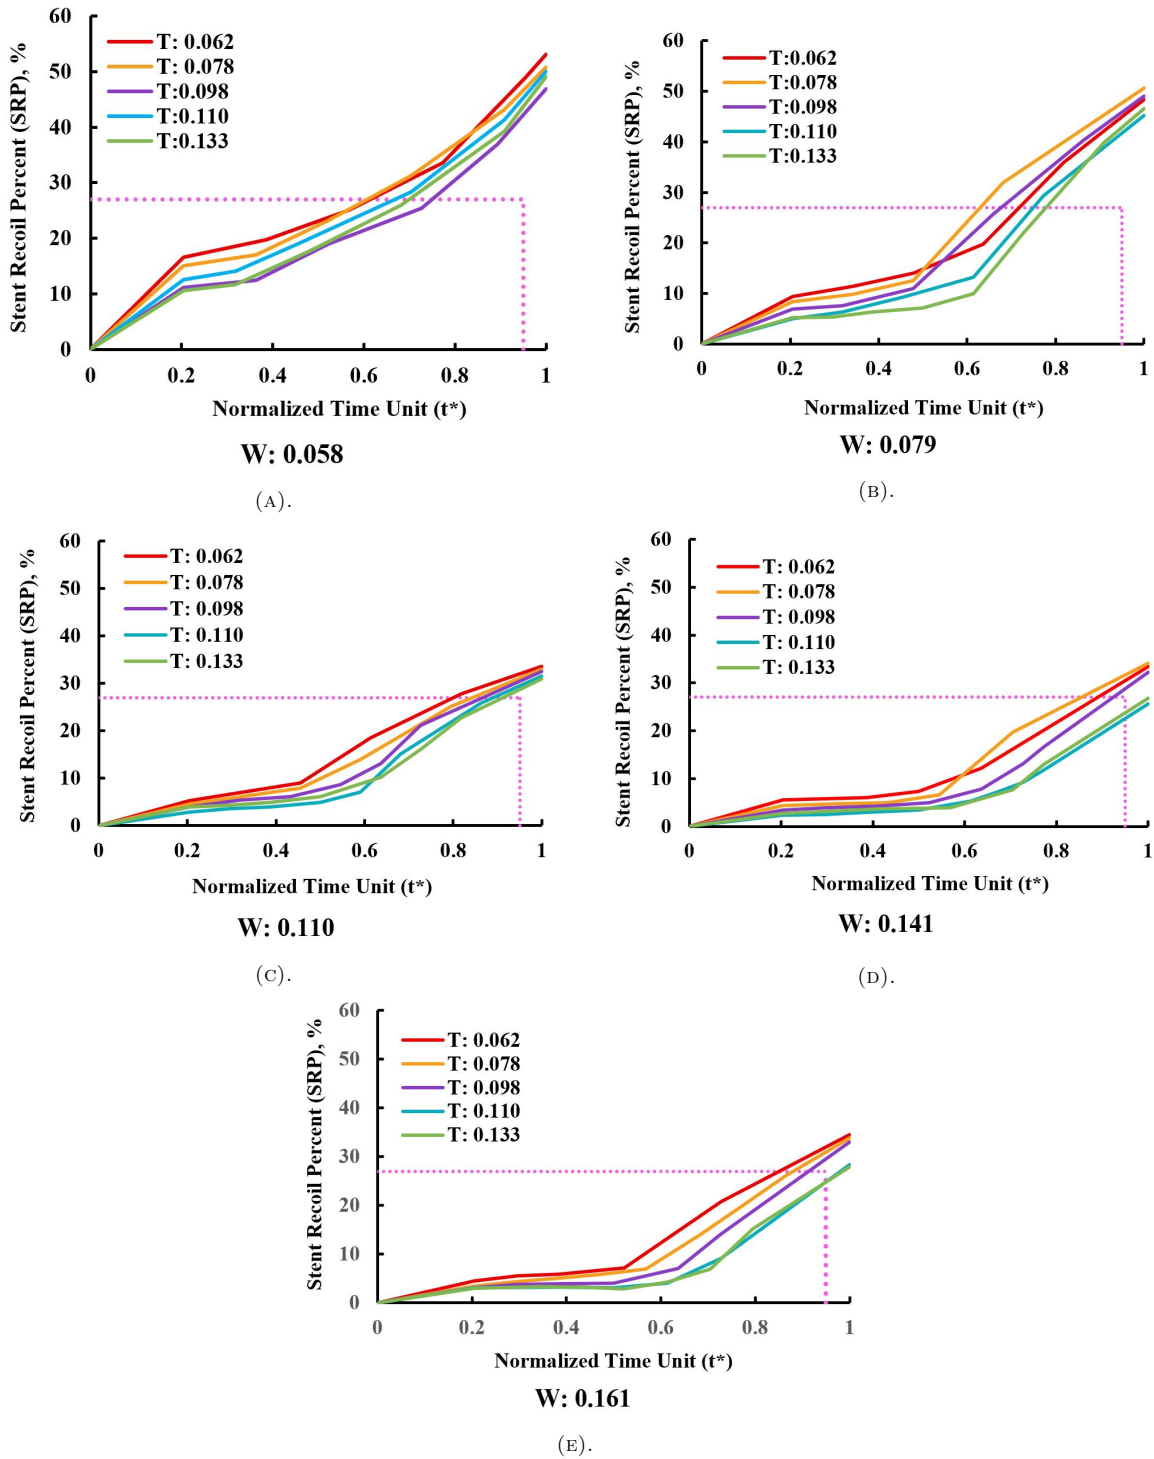 Stent Recoil Percent (SRP), %
60
50
40
30
20
10
0
T: 0.062
T: 0.078
T:0.098
T:0.110
T:0.133
0 0.2 0.4 0.6 0.8 1
Normalized Time Unit (t*)
W: 0.058
(A).
Stent Recoil Percent (SRP), %
60
50
40
30
20
10
0
T:0.062
T:0.078
T:0.098
T:0.110
T:0.133
0 0.2 0.4 0.6 0.8 1
Normalized Time Unit (t*)
W: 0.079
(B).
Stent Recoil Percent (SRP), %
60
50
40
30
20
10
0
T: 0.062
T: 0.078
T: 0.098
T: 0.110
T: 0.133
0 0.2 0.4 0.6 0.8 1
Normalized Time Unit (t*)
W: 0.110
(C).
Stent Recoil Percent (SRP), %
60
50
40
30
20
10
0
T: 0.062
T: 0.078
T: 0.098
T: 0.110
T: 0.133
0 0.2 0.4 0.6 0.8 1
Normalized Time Unit (t*)
W: 0.141
(D).
Stent Recoil Percent (SRP), %
60
50
40
30
20
10
0
T: 0.062
T: 0.078
T: 0.098
T: 0.110
T: 0.133
0 0.2 0.4 0.6 0.8 1
Normalized Time Unit (t*)
W: 0.161
(E).